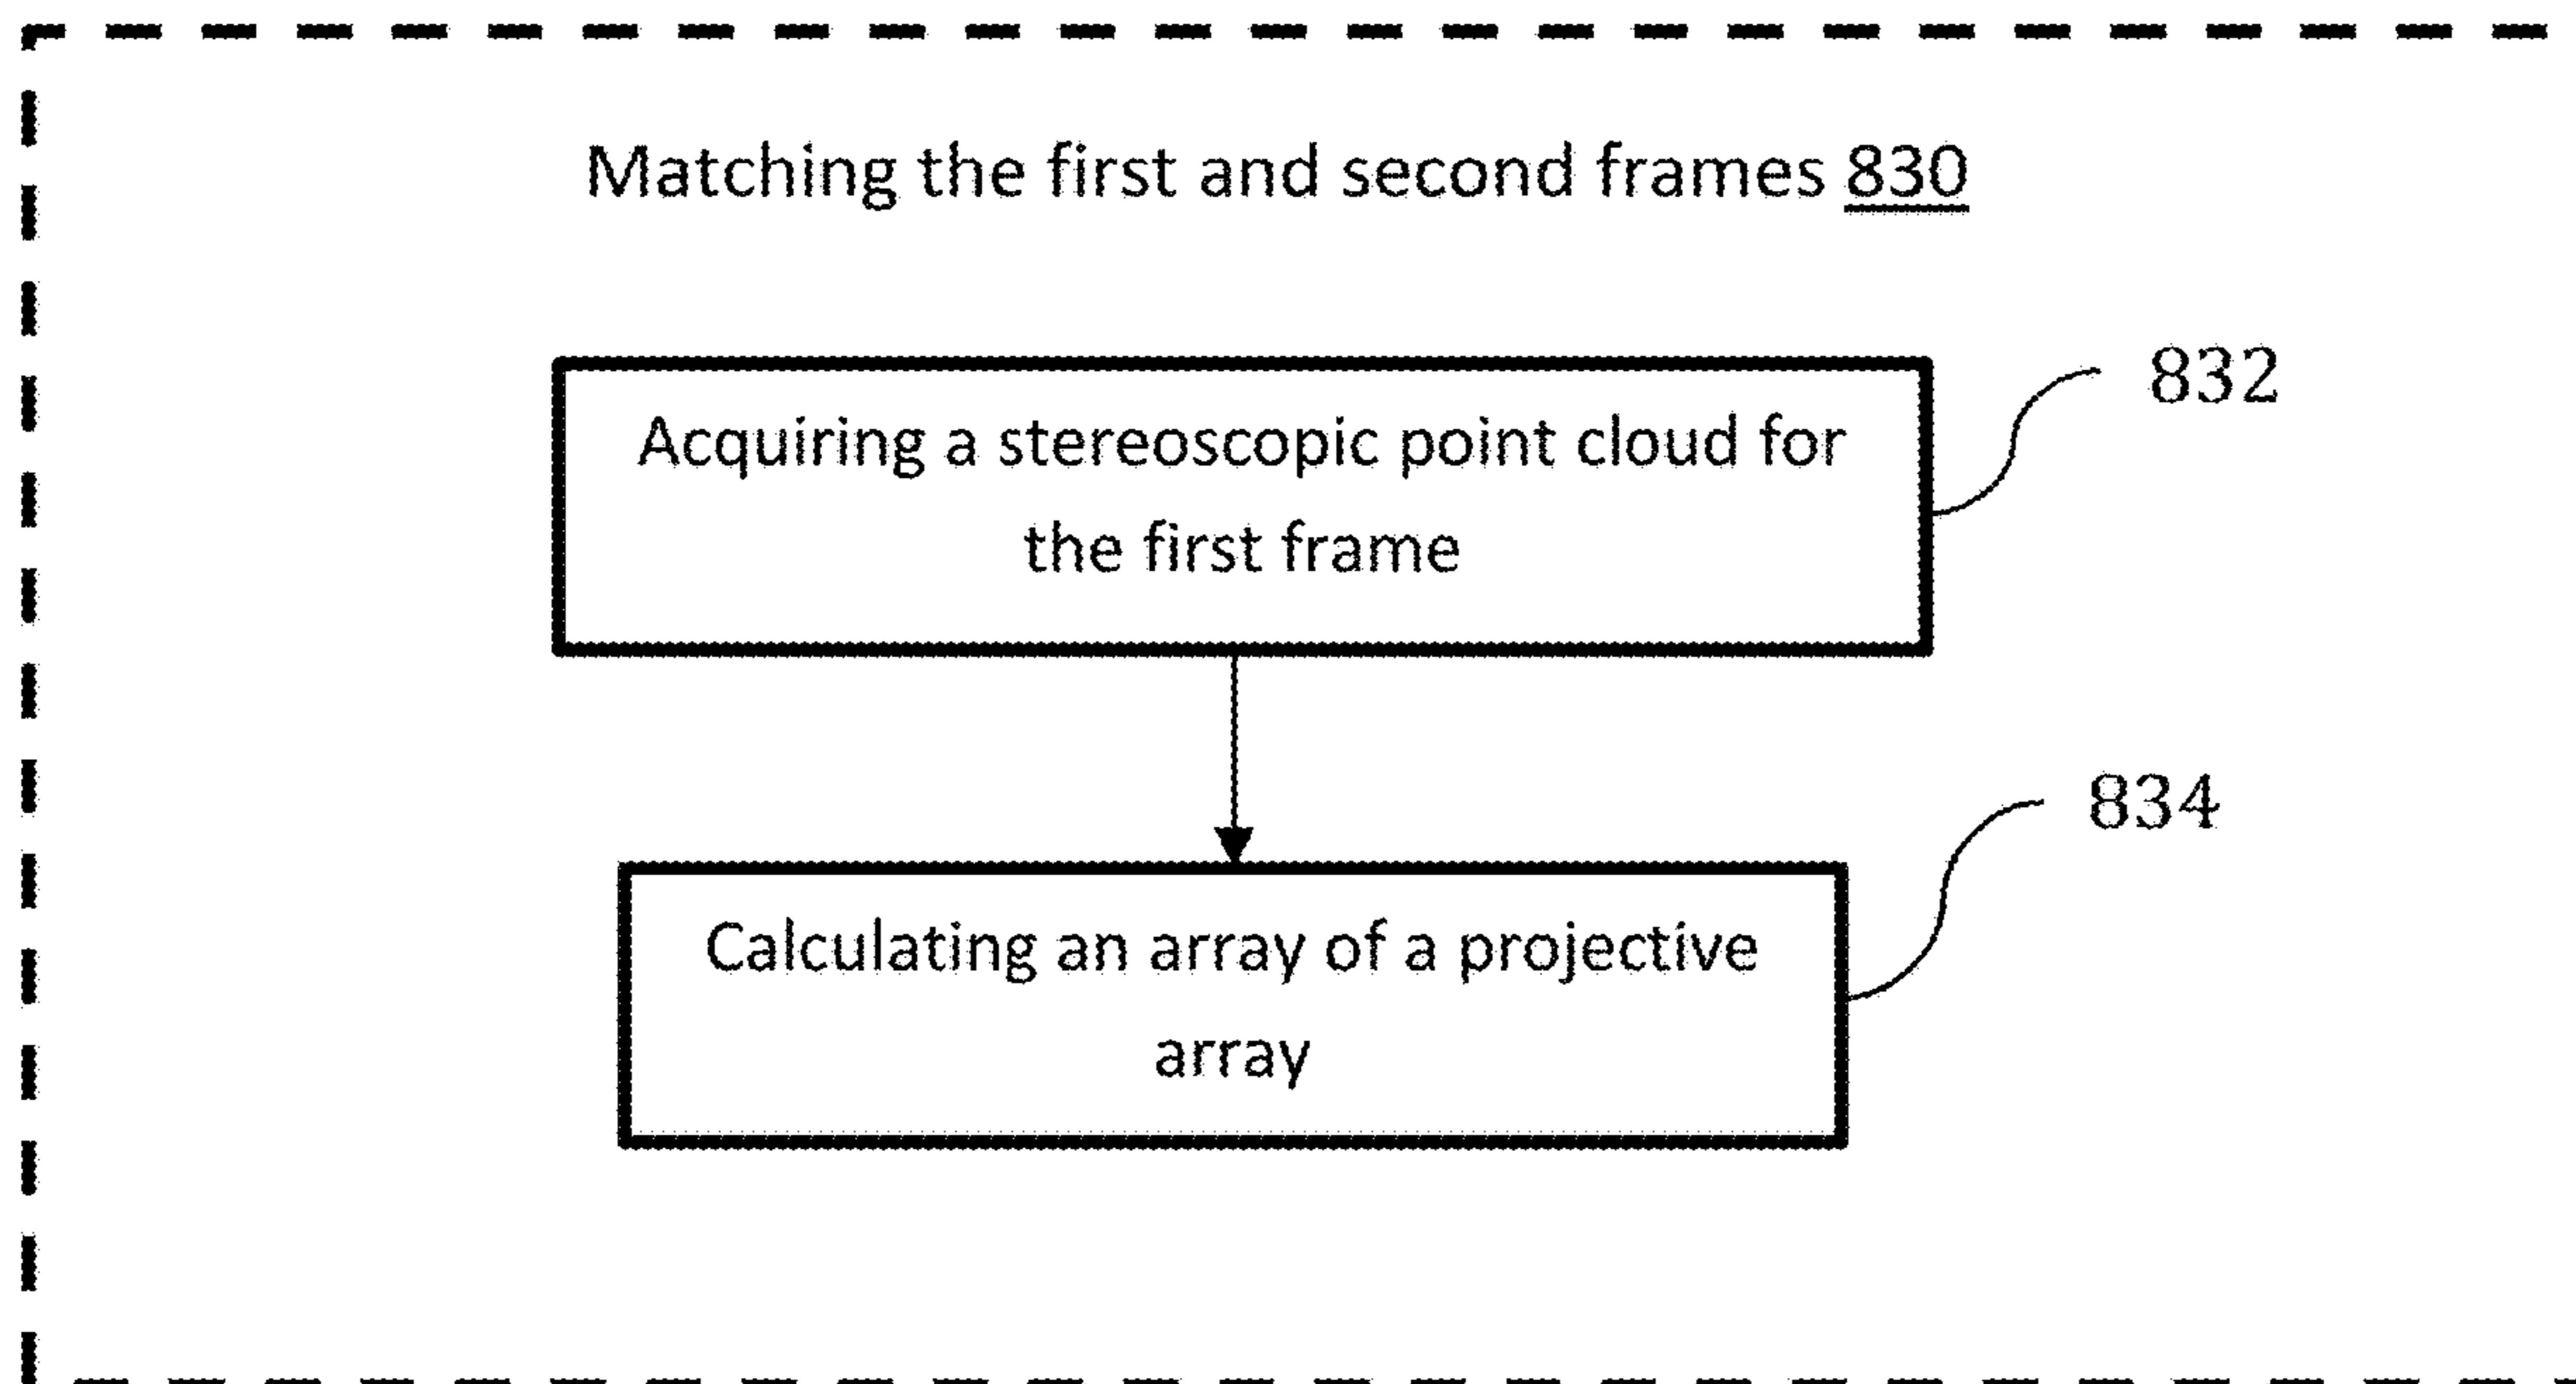 Matching the first and second frames 830
Acquiring a stereoscopic point cloud for
the first frame
832
Calculating an array of a projective
array
834